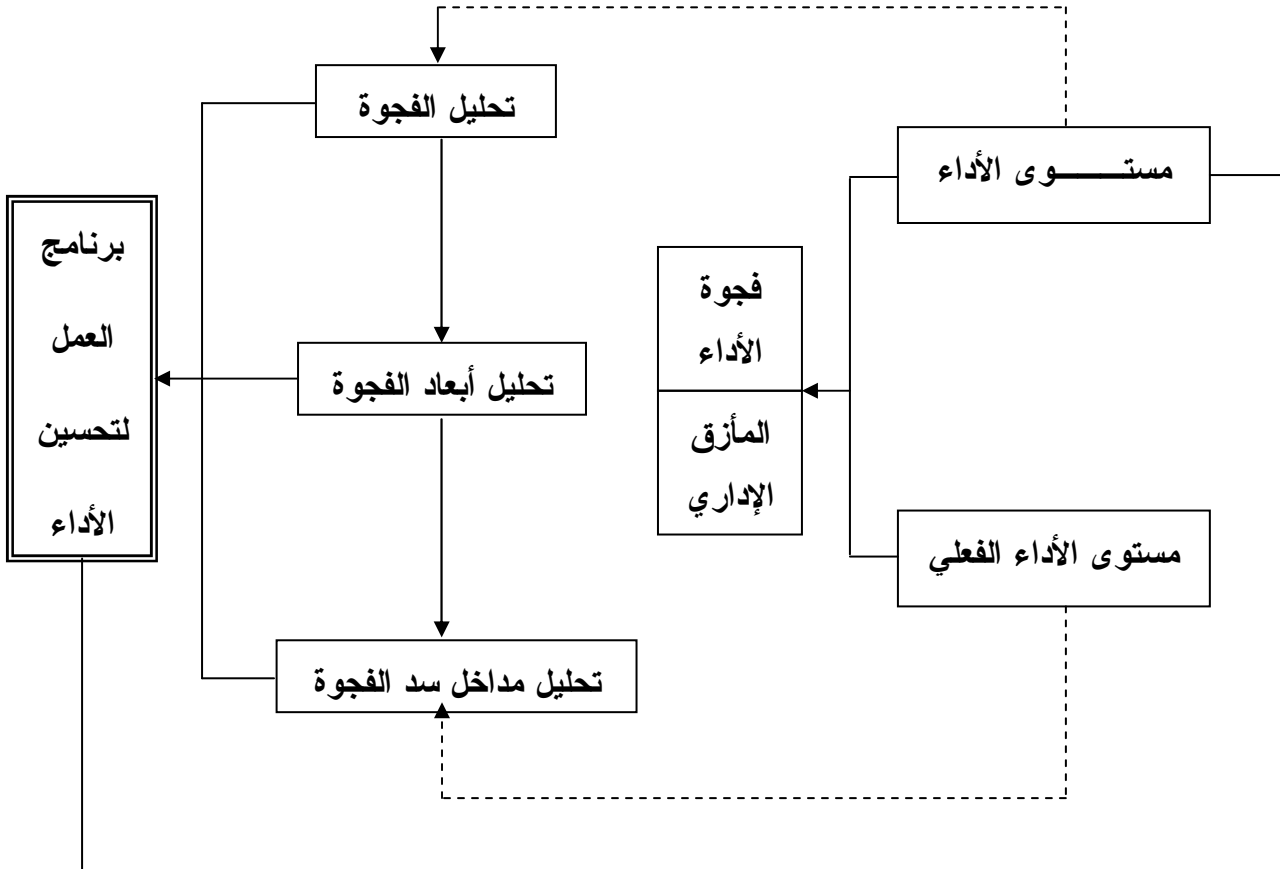 تحليل الفجوة
مستوى الأداء
برنامج
العمل
لتحسين
الأداء
فجوة
الأداء
المأزق
الإداري
تحليل أبعاد الفجوة
مستوى الأداء الفعلي
تحليل مداخل سد الفجوة